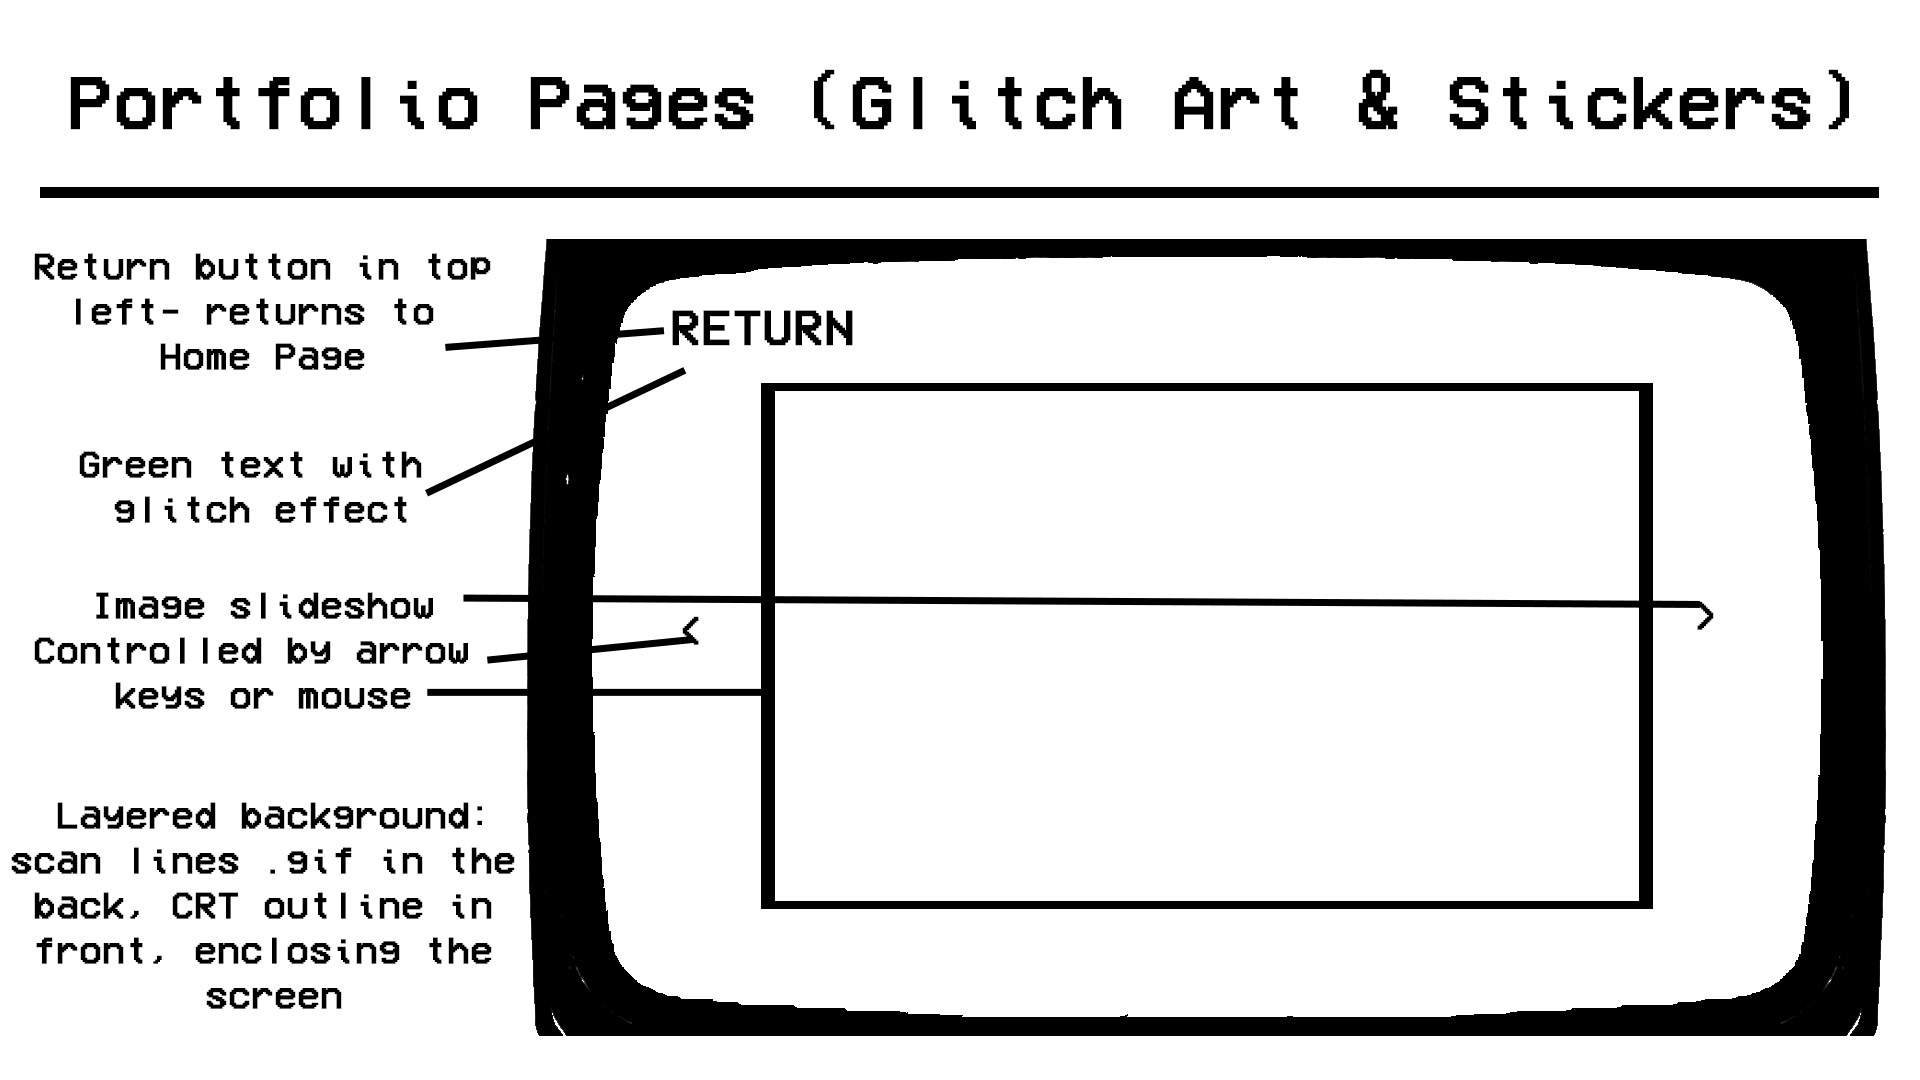 Portfolio Pages (Glitch Art & Stickers)
Return button in top
left- returns to
Home Page
RETURN
Green text with
glitch effect
Image slideshow
Controlled by arrow
keys or mouse
<
>
Layered background:
scan lines .gif in the
back, CRT outline in
front, enclosing the
screen